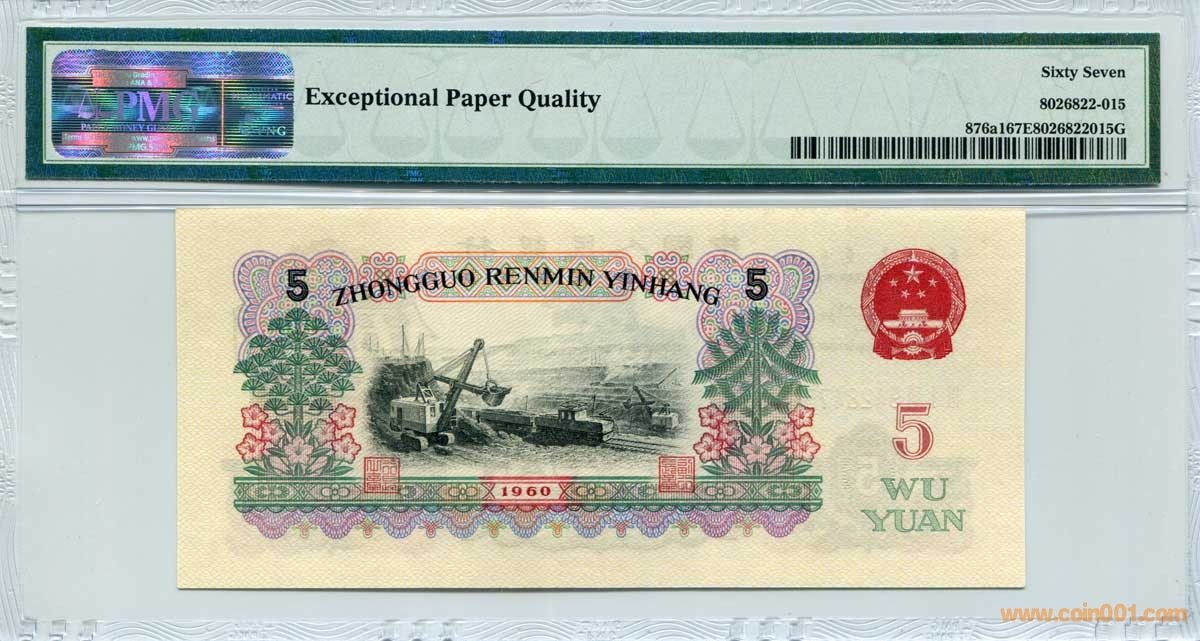 PMG
Exceptional Paper Quality
Sixty Seven
8026822-015
876a167E8026822015G
5 ZHONGGUO RENMIN YINHANG 5
5
1960
WU
YUAN
www.coin001.com